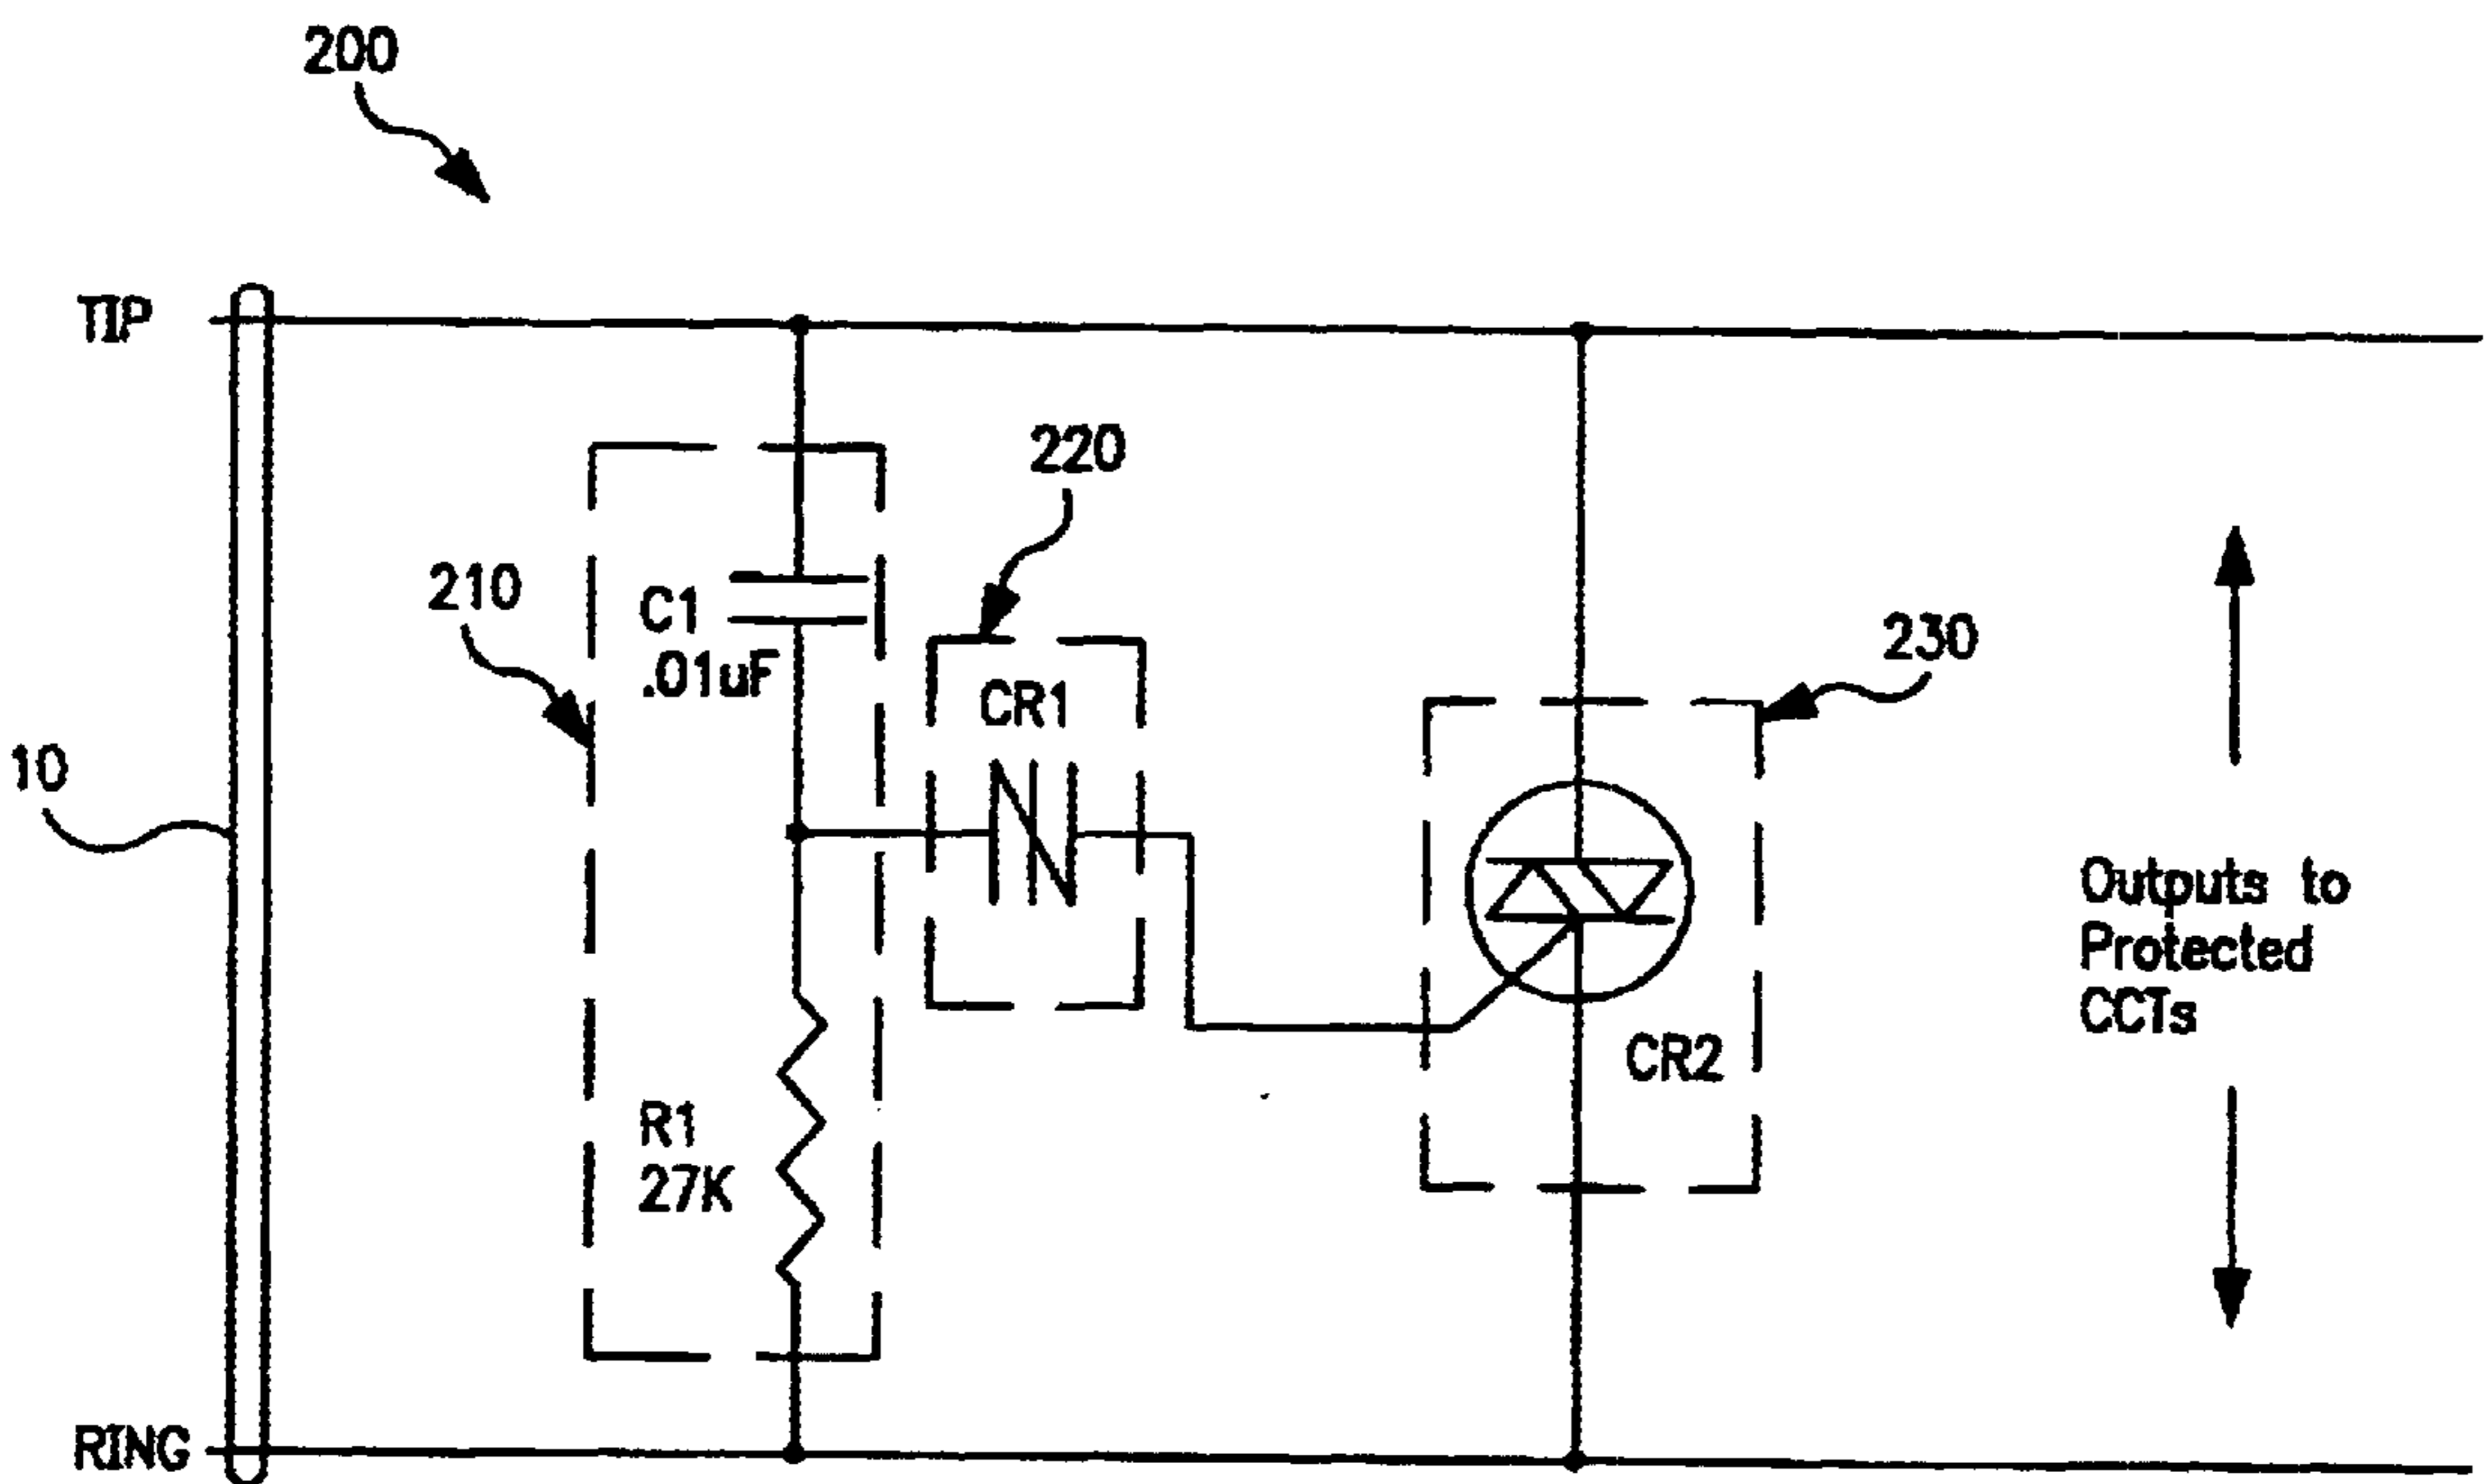 200
TIP
220
210
C1
.01uF
230
CR1
10
Outputs to
Protected
CCTs
CR2
R1
27K
RING